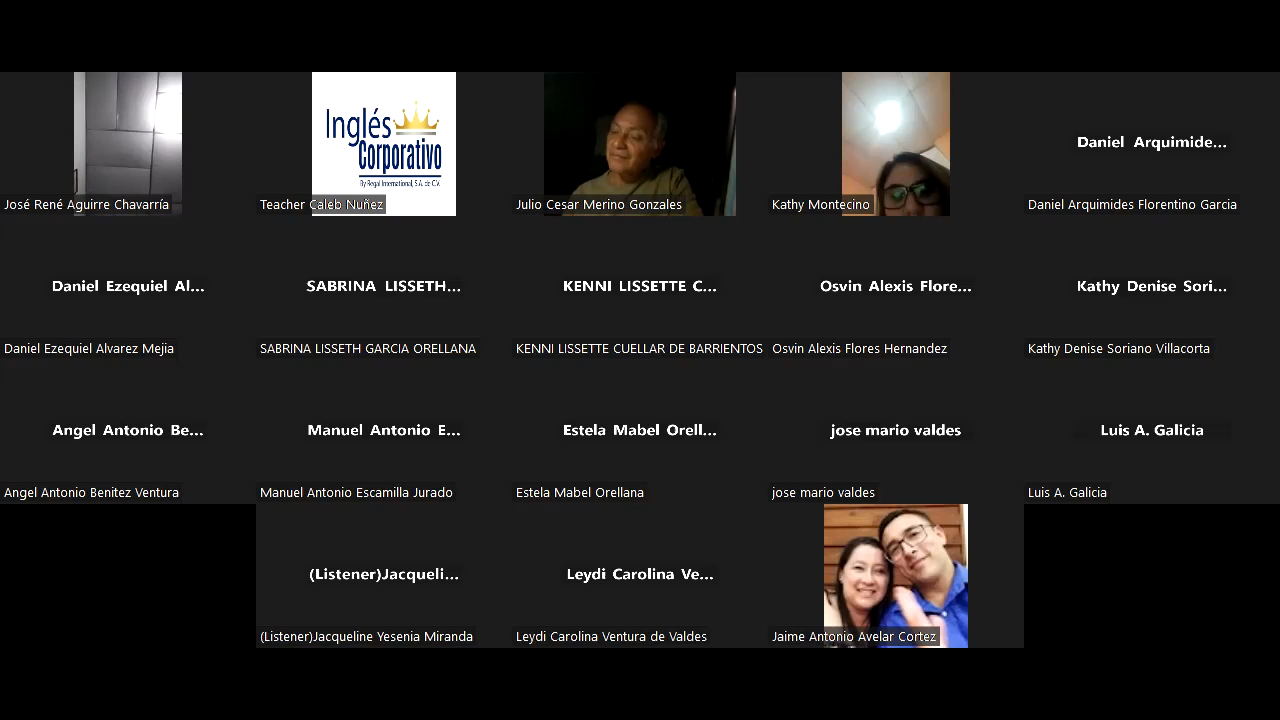 Inglés
Corporativo
By Regal International, S.A. de C.V.
José René Aguirre Chavarría
Teacher Caleb Nuñez
Julio Cesar Merino Gonzales
Kathy Montecino
Daniel Arquimide...
Daniel Arquimides Florentino Garcia
Daniel Ezequiel Al...
SABRINA LISSETH...
KENNI LISSETTE C...
Osvin Alexis Flore...
Kathy Denise Sori...
Daniel Ezequiel Alvarez Mejia
SABRINA LISSETH GARCIA ORELLANA
KENNI LISSETTE CUELLAR DE BARRIENTOS
Osvin Alexis Flores Hernandez
Kathy Denise Soriano Villacorta
Angel Antonio Be...
Manuel Antonio E...
Estela Mabel Orell...
jose mario valdes
Luis A. Galicia
Angel Antonio Benitez Ventura
Manuel Antonio Escamilla Jurado
Estela Mabel Orellana
jose mario valdes
Luis A. Galicia
(Listener)Jacqueli...
Leydi Carolina Ve...
(Listener)Jacqueline Yesenia Miranda
Leydi Carolina Ventura de Valdes
Jaime Antonio Avelar Cortez